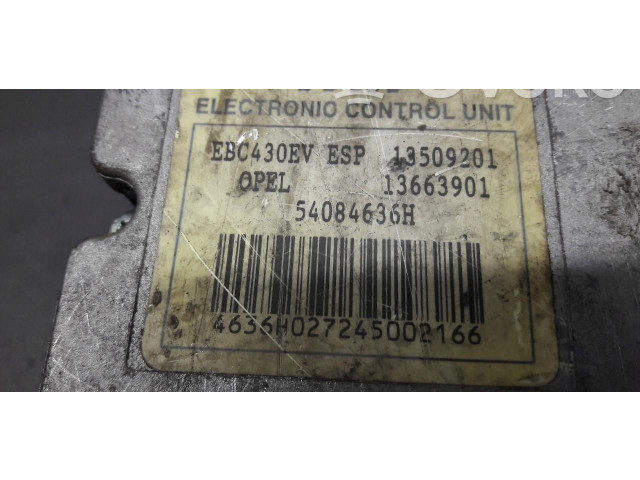 ELECTRONIC CONTROL UNIT
EBC430EV ESP 13509201
OPEL 13663901
54084636H
4636H027245002166